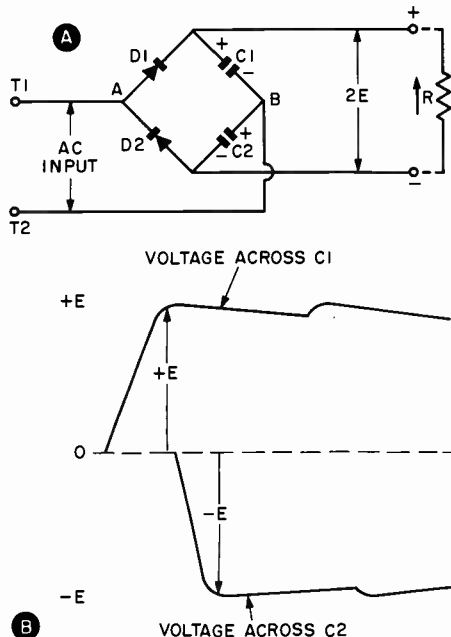 A
D1
+
C1
-
+
T1
A
B
2E
R
AC
INPUT
D2
+
-
C2
-
T2
VOLTAGE ACROSS C1
+E
+E
0
-E
-E
B
VOLTAGE ACROSS C2